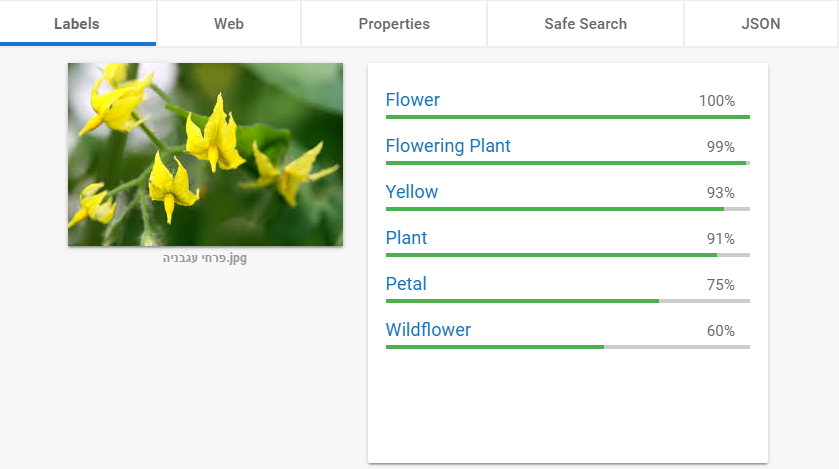 Labels Web Properties Safe Search JSON
Flower 100%
Flowering Plant 99%
Yellow 93%
Plant 91%
Petal 75%
Wildflower 60%
פרחי עגבניה.jpg